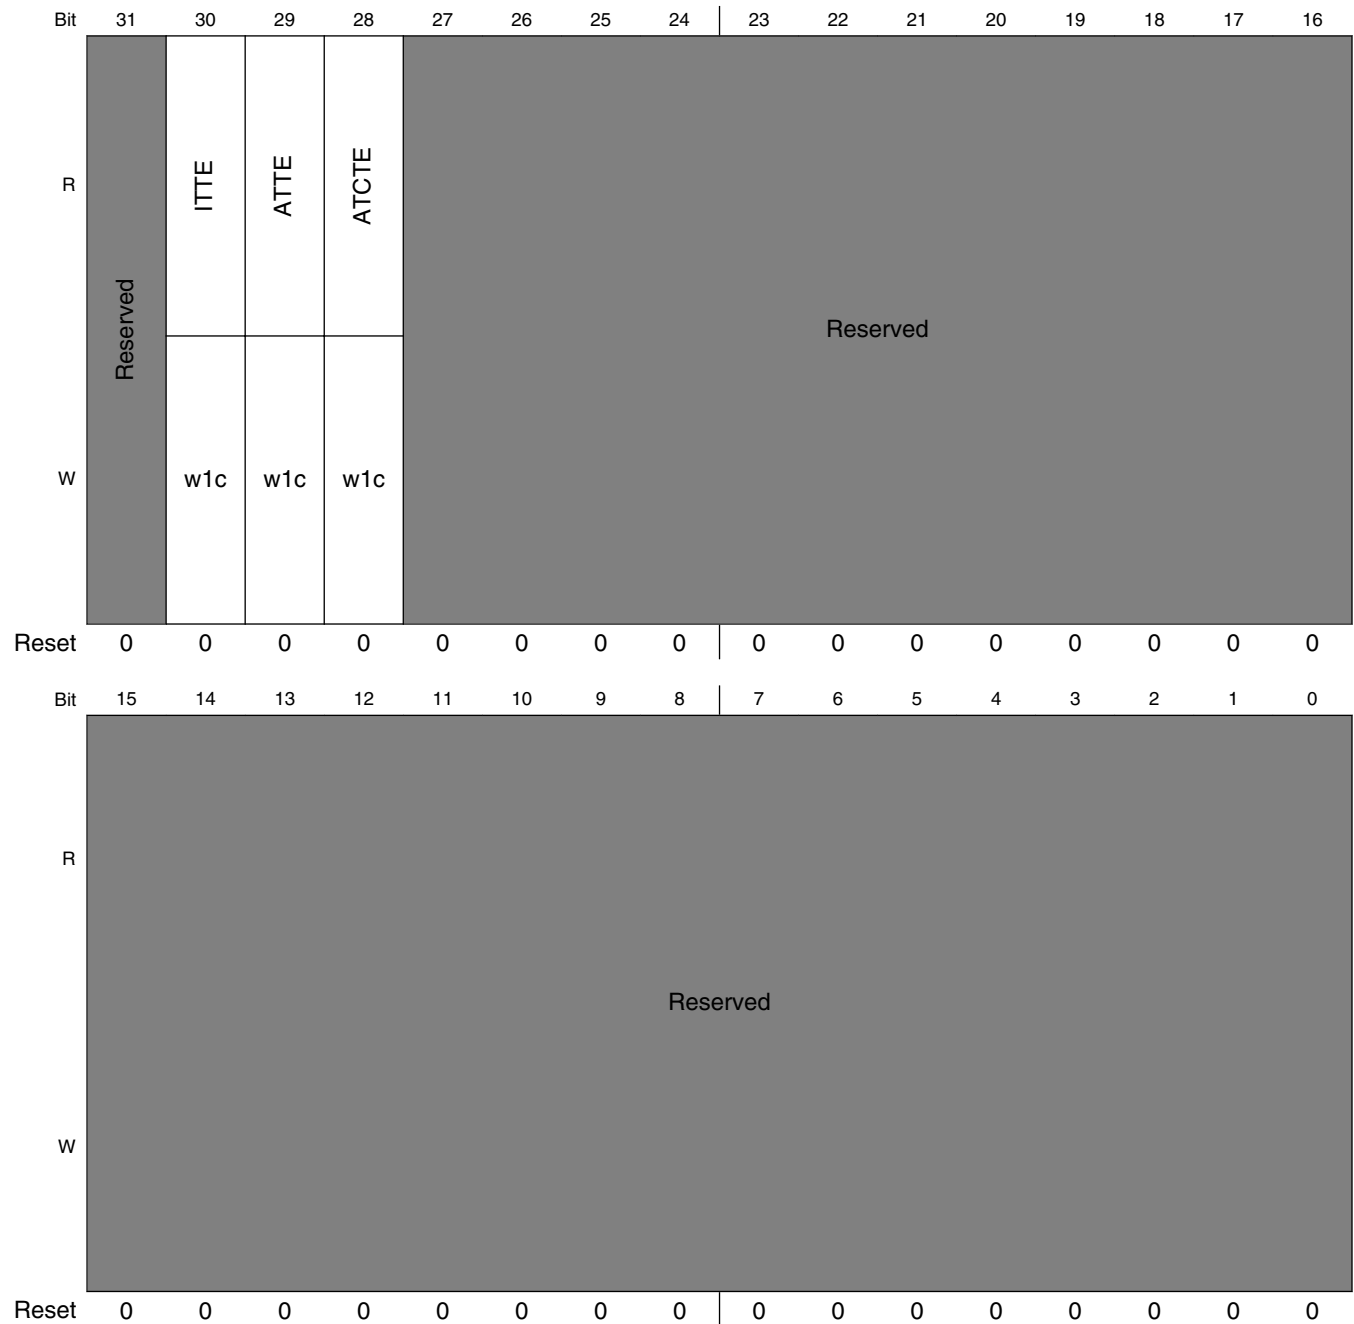 Bit 31 30 29 28 27 26 25 24 23 22 21 20 19 18 17 16
R Reserved ITTE ATTE ATCTE Reserved
W w1c w1c w1c
Reset 0 0 0 0 0 0 0 0 0 0 0 0 0 0 0 0
Bit 15 14 13 12 11 10 9 8 7 6 5 4 3 2 1 0
R
Reserved
W
Reset 0 0 0 0 0 0 0 0 0 0 0 0 0 0 0 0